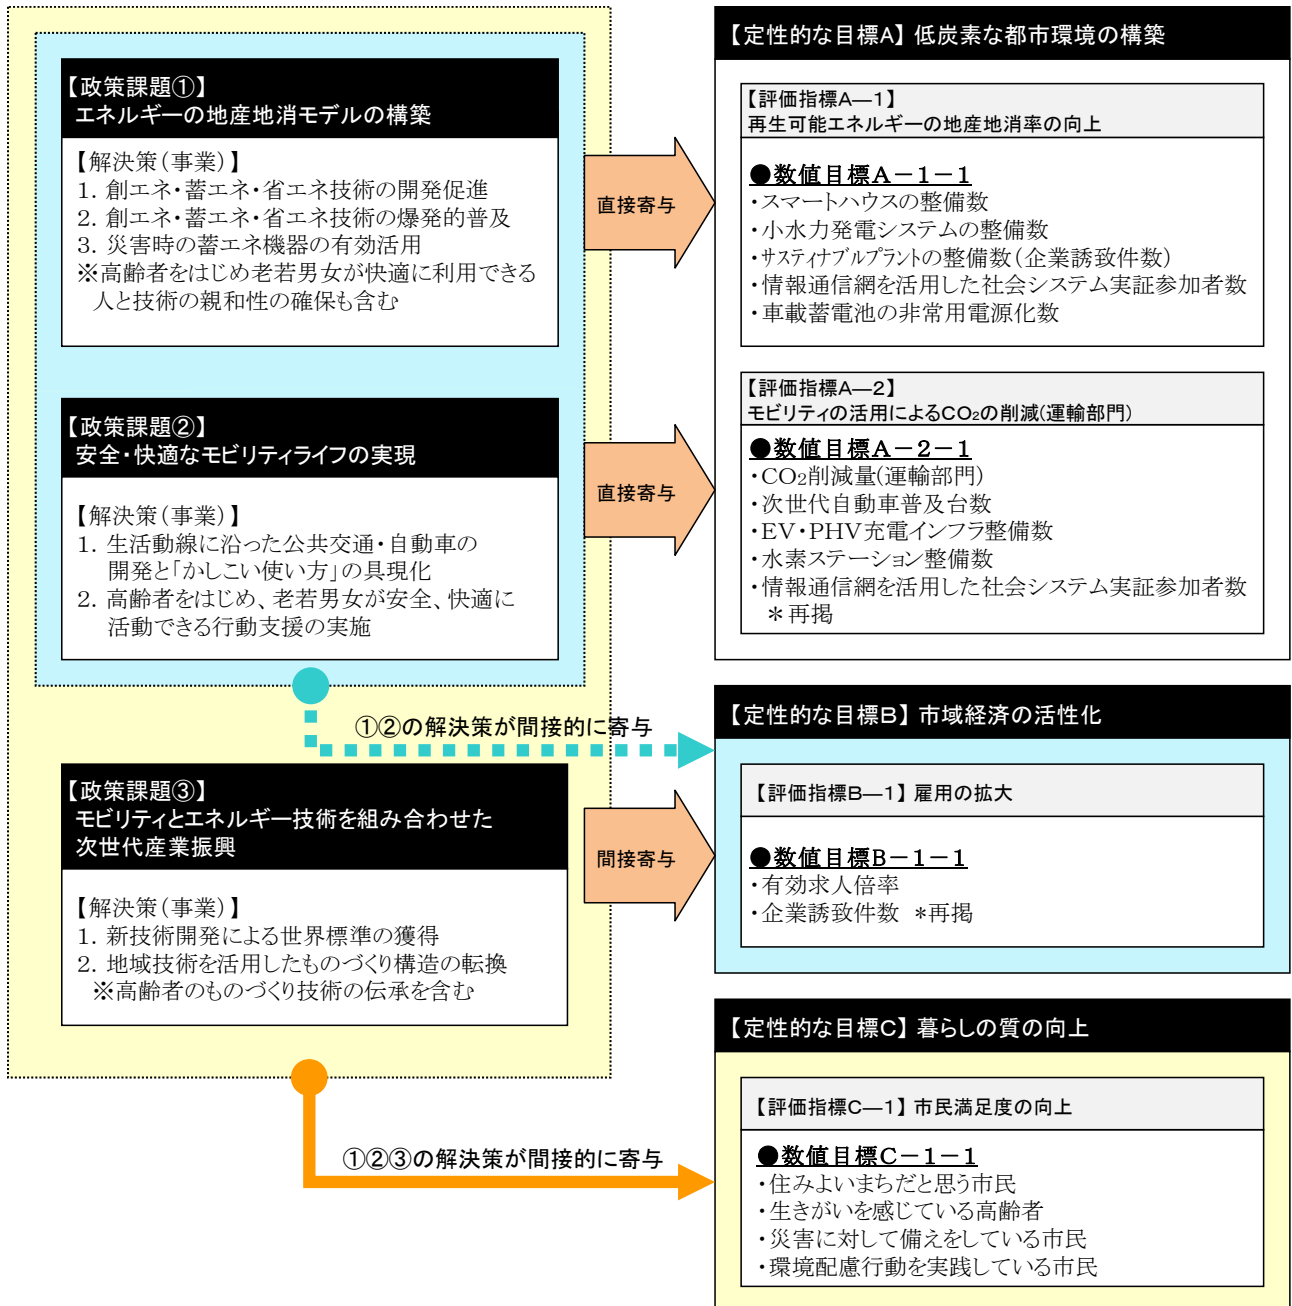 【政策課題①】
エネルギーの地産地消モデルの構築
【解決策(事業)】
1. 創エネ・蓄エネ・省エネ技術の開発促進
2. 創エネ・蓄エネ・省エネ技術の爆発的普及
3. 災害時の蓄エネ機器の有効活用
※高齢者をはじめ老若男女が快適に利用できる
人と技術の親和性の確保も含む
直接寄与
【定性的な目標A】低炭素な都市環境の構築
【評価指標A―1】
再生可能エネルギーの地産地消率の向上
●数値目標A－1－1
・スマートハウスの整備数
・小水力発電システムの整備数
・サスティナブルプラントの整備数(企業誘致件数)
・情報通信網を活用した社会システム実証参加者数
・車載蓄電池の非常用電源化数
【政策課題②】
安全・快適なモビリティライフの実現
【解決策(事業)】
1. 生活動線に沿った公共交通・自動車の
開発と「かしこい使い方」の具現化
2. 高齢者をはじめ、老若男女が安全、快適に
活動できる行動支援の実施
直接寄与
【評価指標A―2】
モビリティの活用によるCO2の削減(運輸部門)
●数値目標A－2－1
・CO2削減量(運輸部門)
・次世代自動車普及台数
・EV・PHV充電インフラ整備数
・水素ステーション整備数
・情報通信網を活用した社会システム実証参加者数
＊再掲
①②の解決策が間接的に寄与
【政策課題③】
モビリティとエネルギー技術を組み合わせた
次世代産業振興
【解決策(事業)】
1. 新技術開発による世界標準の獲得
2. 地域技術を活用したものづくり構造の転換
※高齢者のものづくり技術の伝承を含む
間接寄与
【定性的な目標B】市域経済の活性化
【評価指標B―1】雇用の拡大
●数値目標B－1－1
・有効求人倍率
・企業誘致件数 *再掲
①②③の解決策が間接的に寄与
【定性的な目標C】暮らしの質の向上
【評価指標C―1】市民満足度の向上
●数値目標C－1－1
・住みよいまちだと思う市民
・生きがいを感じている高齢者
・災害に対して備えをしている市民
・環境配慮行動を実践している市民